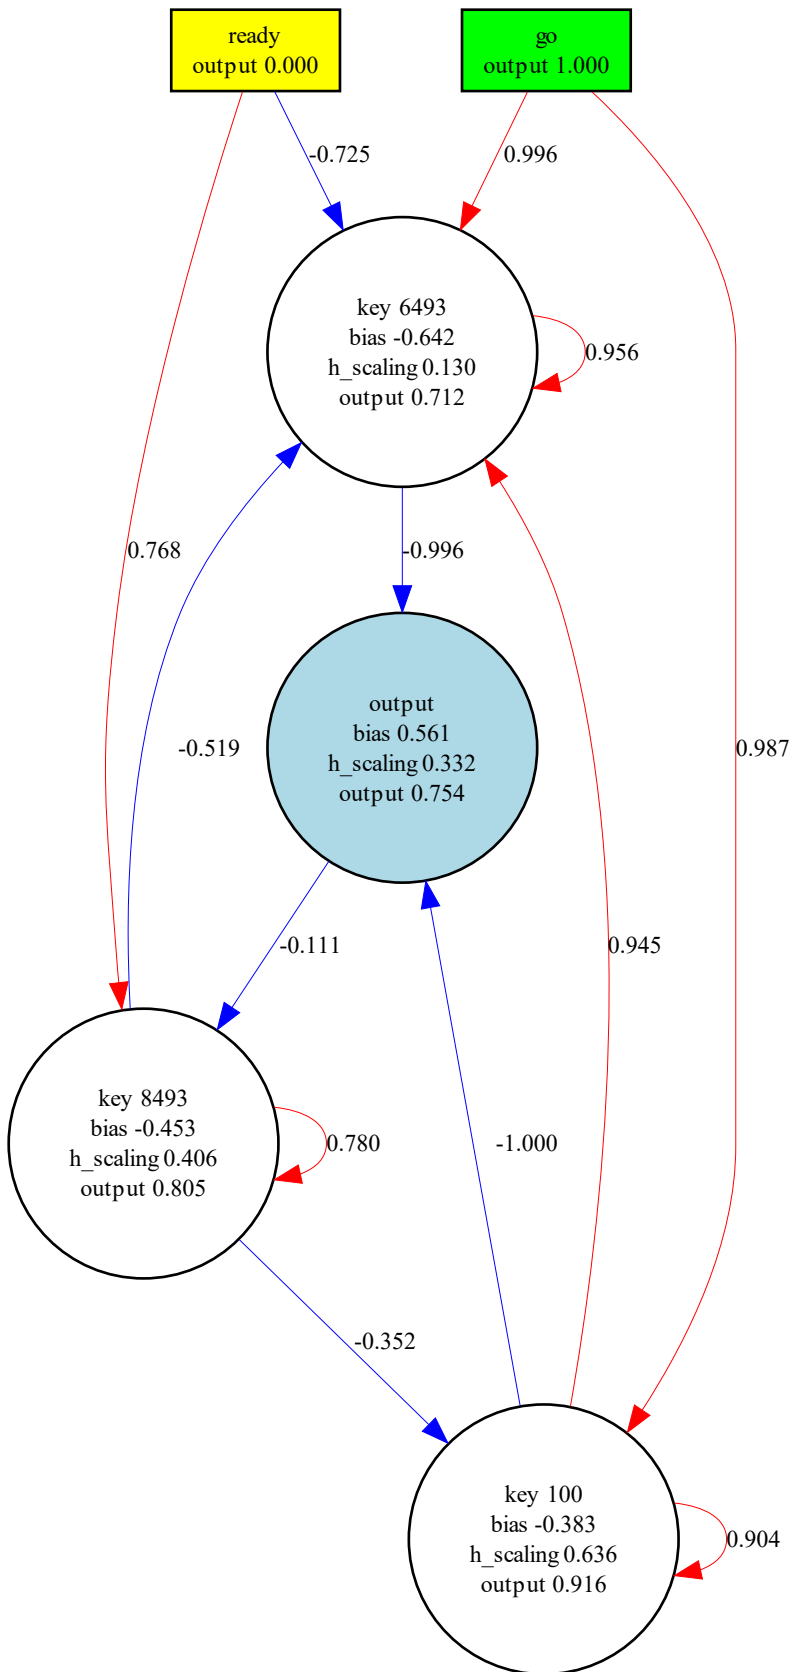 ready
output 0.000
go
output 1.000
-0.725
0.996
key 6493
bias -0.642
h_scaling 0.130
output 0.712
0.956
0.768
-0.996
-0.519
output
bias 0.561
h_scaling 0.332
output 0.754
0.987
-0.111
0.945
key 8493
bias -0.453
h_scaling 0.406
output 0.805
0.780
-1.000
-0.352
key 100
bias -0.383
h_scaling 0.636
output 0.916
0.904